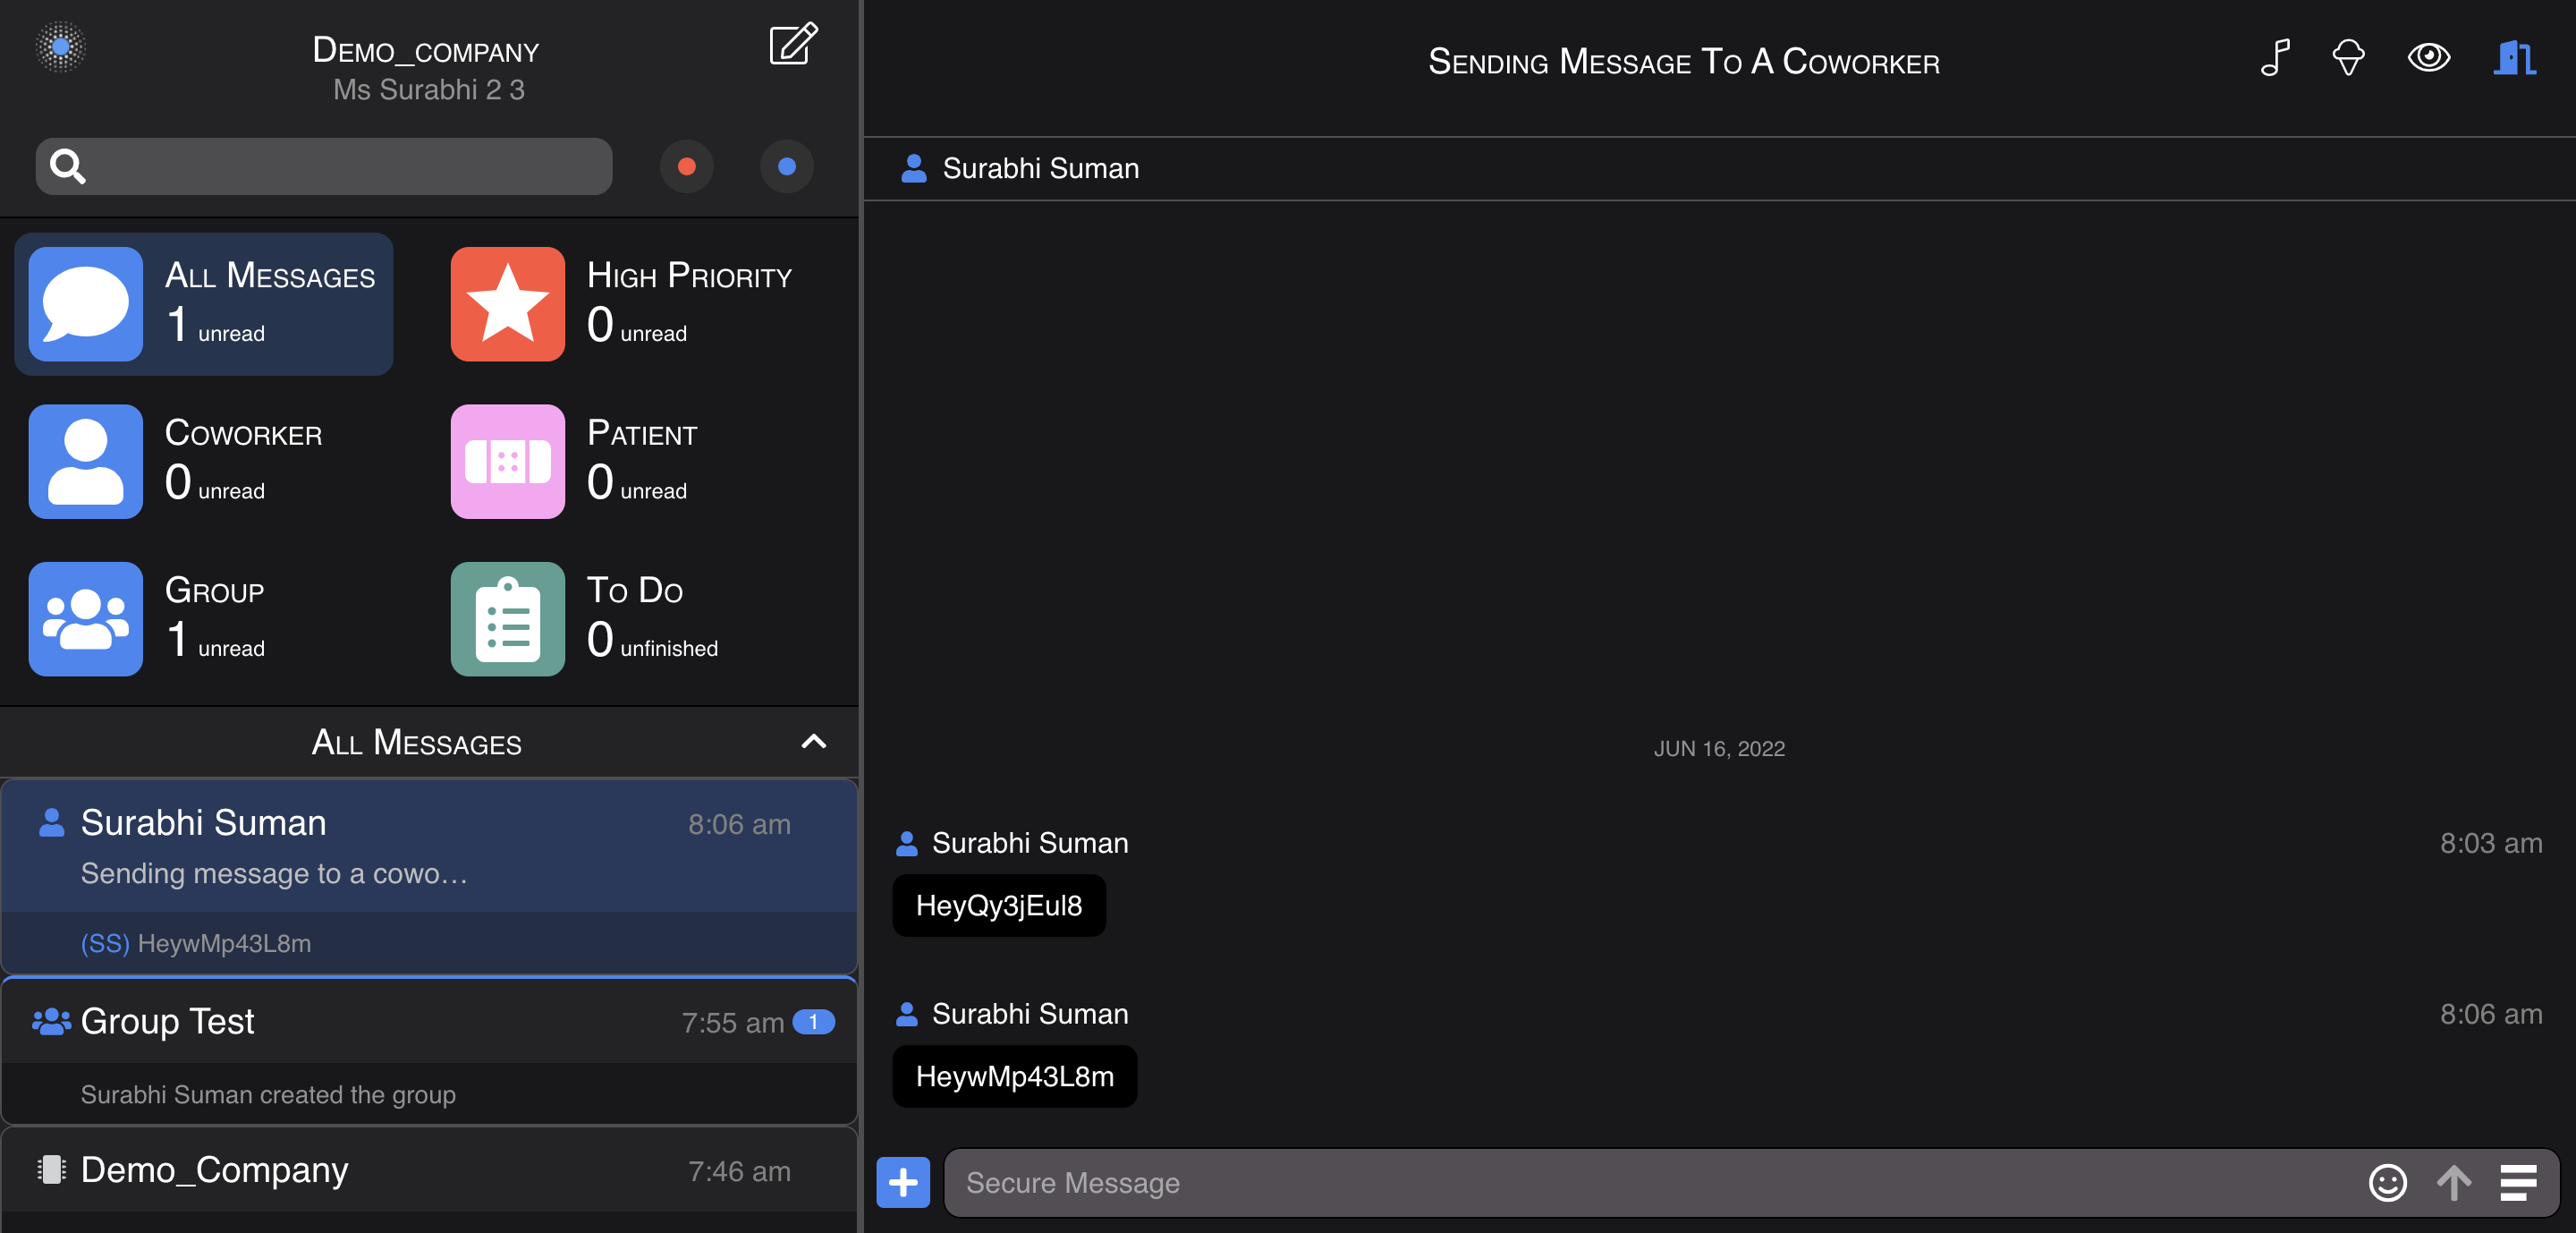 Demo_company
Ms Surabhi 2 3
All Messages
1 unread
High Priority
0 unread
Coworker
0 unread
Patient
0 unread
Group
1 unread
To Do
0 unfinished
All Messages
Surabhi Suman 8:06 am
Sending message to a cowo…
(SS) HeywMp43L8m
Group Test 7:55 am 1
Surabhi Suman created the group
Demo_Company 7:46 am
Sending Message To A Coworker
Surabhi Suman
JUN 16, 2022
Surabhi Suman 8:03 am
HeyQy3jEul8
Surabhi Suman 8:06 am
HeywMp43L8m
Secure Message